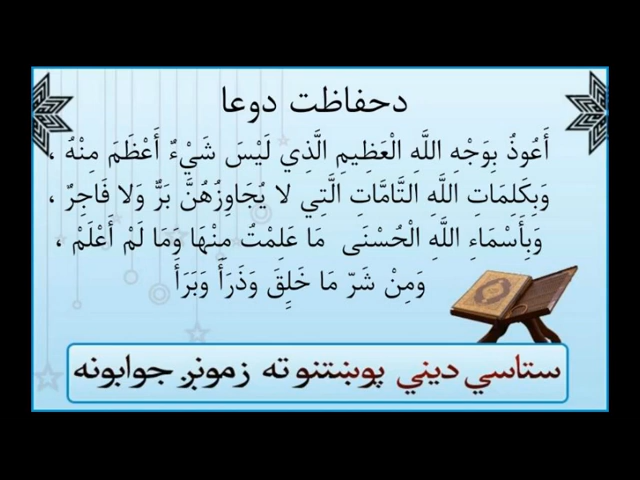 دحفاظت دوعا
أَعُوذُ بِوَجْهِ اللَّهِ الْعَظِيمِ الَّذِي لَيْسَ شَيْءٌ أَعْظَمَ مِنْهُ ،
وَبِكَلِمَاتِ اللَّهِ التَّامَّاتِ الَّتِي لا يُجَاوِزُهُنَّ بَرٌّ وَلا فَاجِرٌ ،
وَبِأَسْمَاءِ اللَّهِ الْحُسْنَى مَا عَلِمْتُ مِنْهَا وَمَا لَمْ أَعْلَمْ ،
وَمِنْ شَرّ مَا خَلِقَ وَذَرَأَ وَبَرَأَ
ستاسي ديني پوښتنو ته زمونږ جوابونه